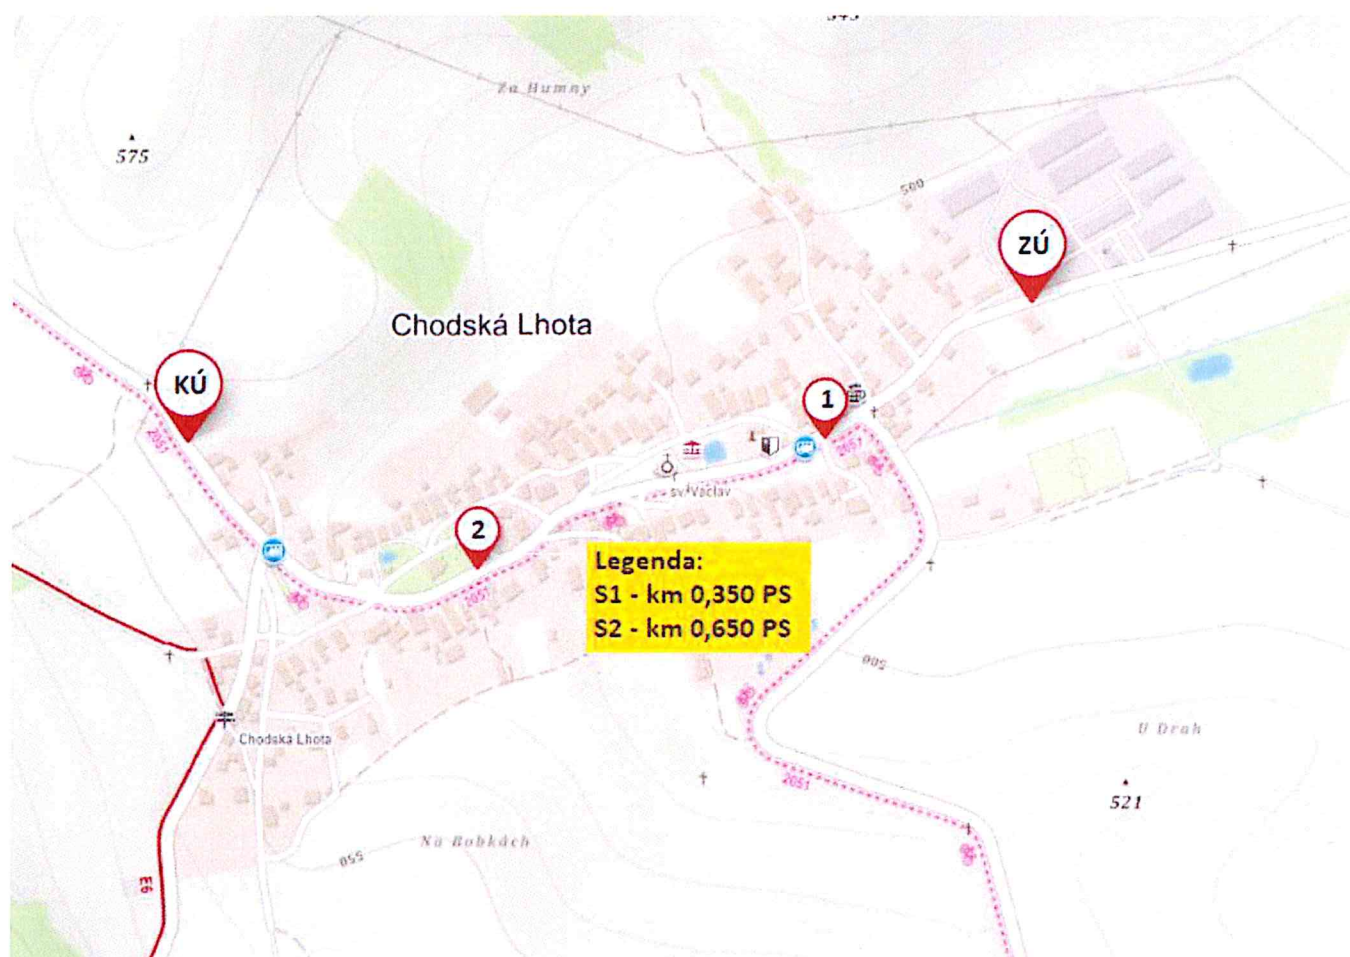 Za Humny
575
500
ZÚ
Chodská Lhota
KÚ
1
2051
2051
sv. Václav
2
2051
Legenda:
S1 - km 0,350 PS
S2 - km 0,650 PS
500
U Drah
Chodská Lhota
2051
521
Na Bobkách
550
E6